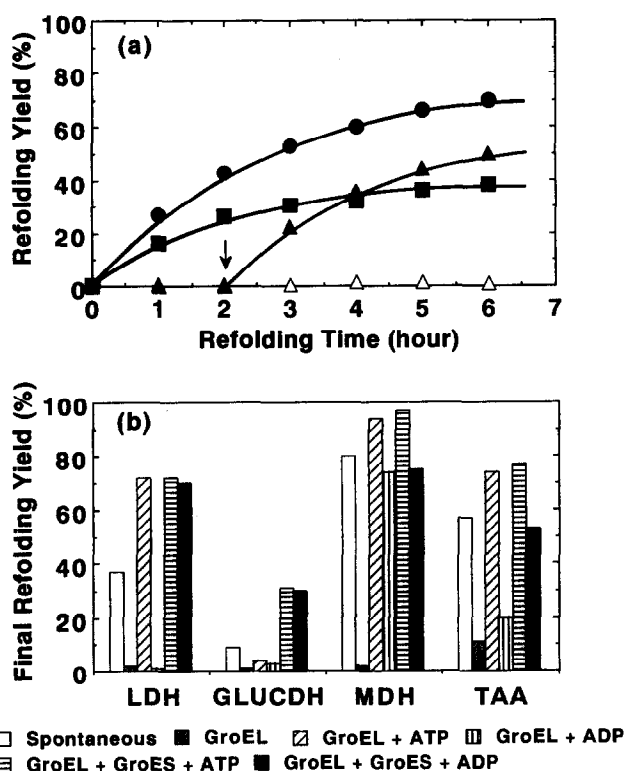 (a)
Refolding Yield (%)
100
80
60
40
20
0
0 1 2 3 4 5 6 7
Refolding Time (hour)
(b)
Final Refolding Yield (%)
100
80
60
40
20
0
LDH GLUCDH MDH TAA
Spontaneous GroEL GroEL + ATP GroEL + ADP
GroEL + GroES + ATP GroEL + GroES + ADP